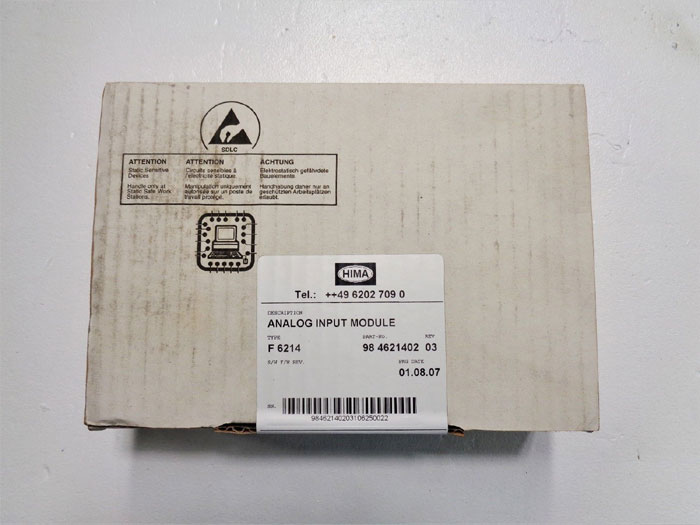 SDLC
ATTENTION ATTENTION ACHTUNG
Static Sensitive Circuits sensibles à Elektrostatisch gefährdete
Devices l'électricité statique. Bauelemente.
Handle only at Manipulation uniquement Handhabung daher nur an
Static Safe Work autorisée sur un poste de geschützten Arbeitsplätzen
Stations. travail protégé. erlaubt.
HIMA
Tel.: ++49 6202 709 0
DESCRIPTION
ANALOG INPUT MODULE
TYPE PART-NO. REV
F 6214 98 4621402 03
S/W F/W REV. PRG DATE
01.08.07
SN.
98462140203106250022